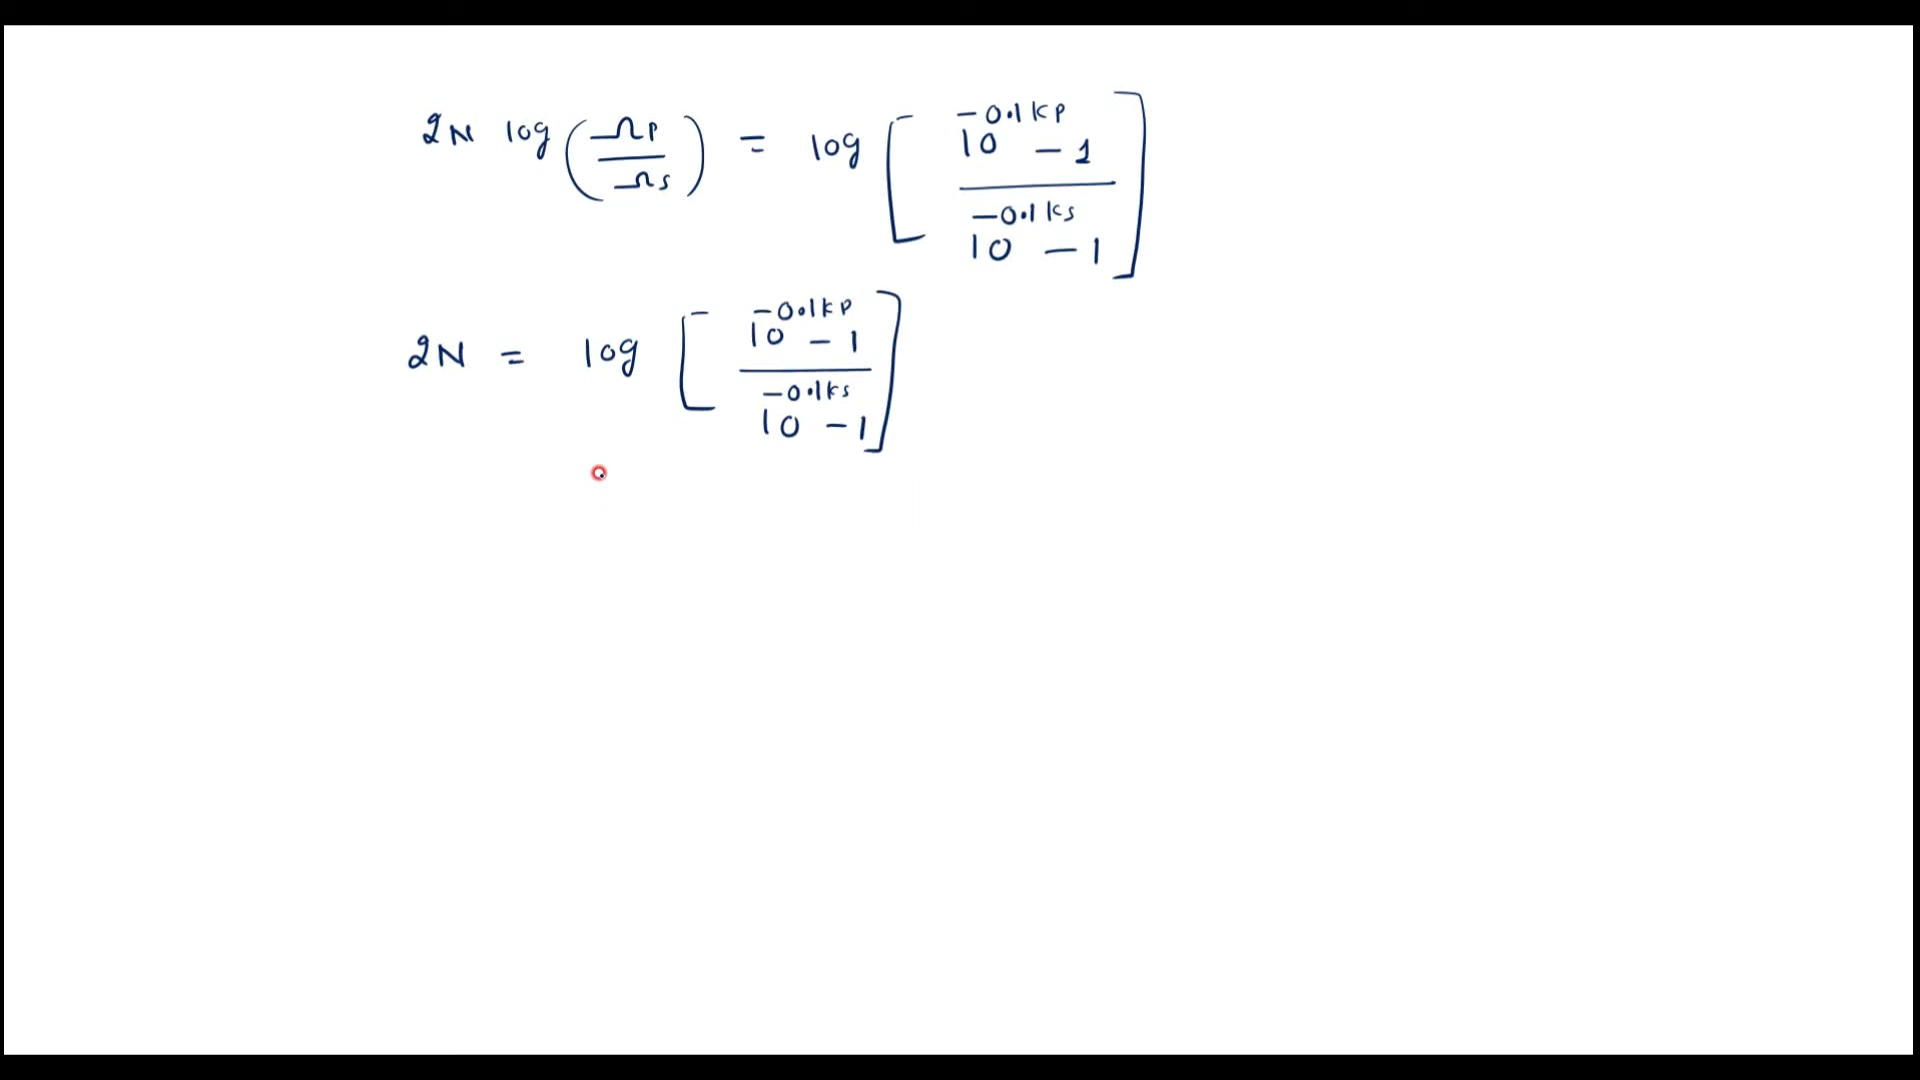 2N log(Ωp/Ωs) = log[(10^-0.1kp - 1)/(10^-0.1ks - 1)]
2N = log[(10^-0.1kp - 1)/(10^-0.1ks - 1)]